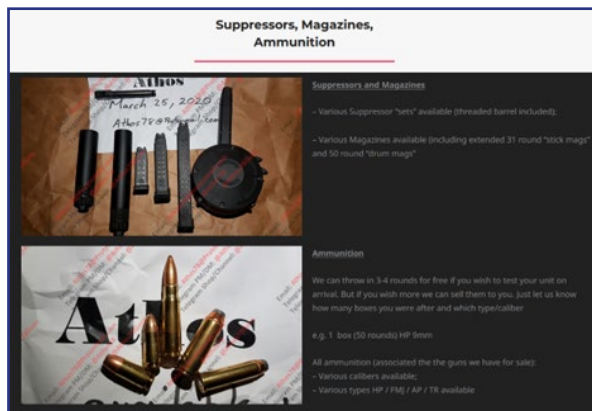 Suppressors, Magazines,
Ammunition
Athos
March 25, 2020
Suppressors and Magazines
– Various Suppressor “sets” available (threaded barrel included);
– Various Magazines available (including extended 31 round “stick mags”
and 50 round “drum mags”
Athos
Ammunition
We can throw in 3-4 rounds for free if you wish to test your unit on
arrival. But if you wish more we can sell them to you. Just let us know
how many boxes you were after and which type/caliber
e.g. 1 box (50 rounds) HP 9mm
All ammunition (associated the the guns we have for sale):
– Various calibers available;
– Various types HP / FMJ / AP / TR available